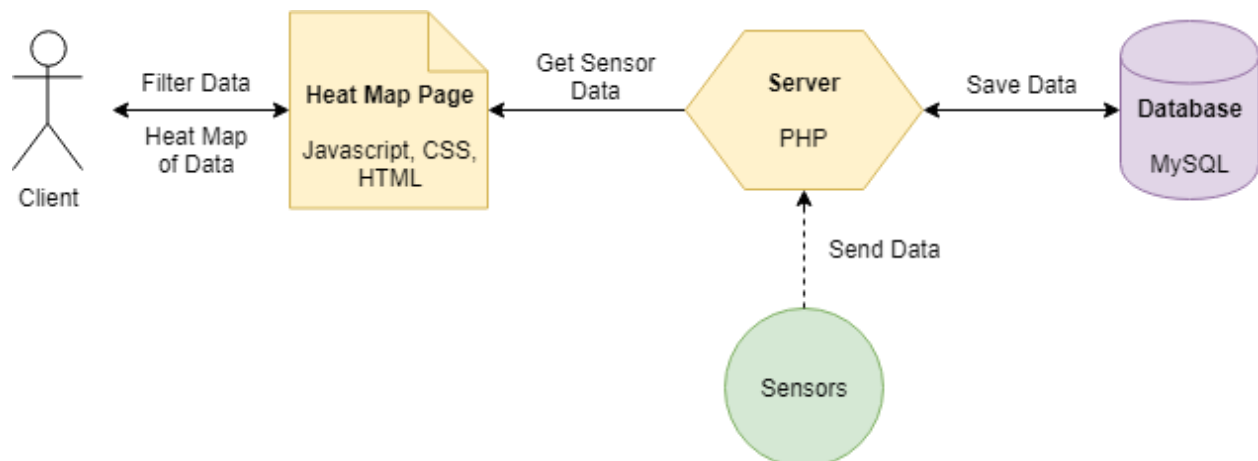 Client
Filter Data
Heat Map
of Data
Heat Map Page
Javascript, CSS,
HTML
Get Sensor
Data
Server
PHP
Save Data
Database
MySQL
Send Data
Sensors